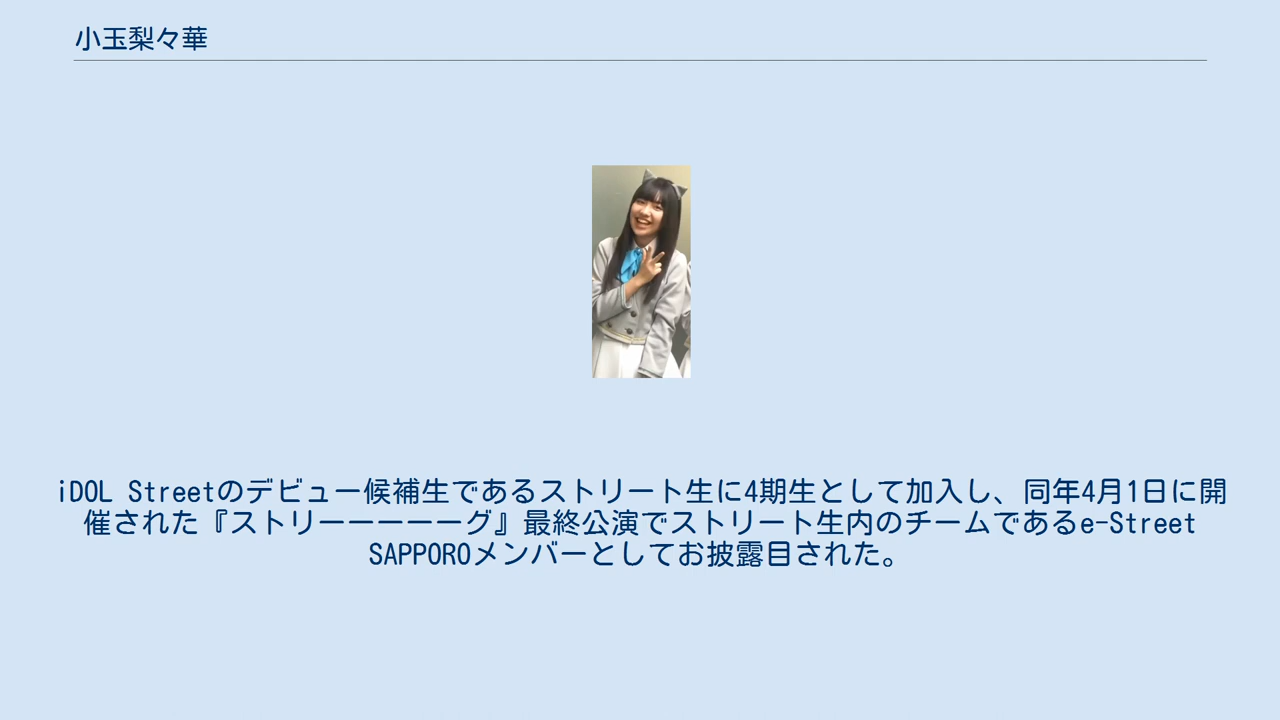 小玉梨々華
iDOL Streetのデビュー候補生であるストリート生に4期生として加入し、同年4月1日に開
催された『ストリーーーーーグ』最終公演でストリート生内のチームであるe-Street
SAPPOROメンバーとしてお披露目された。